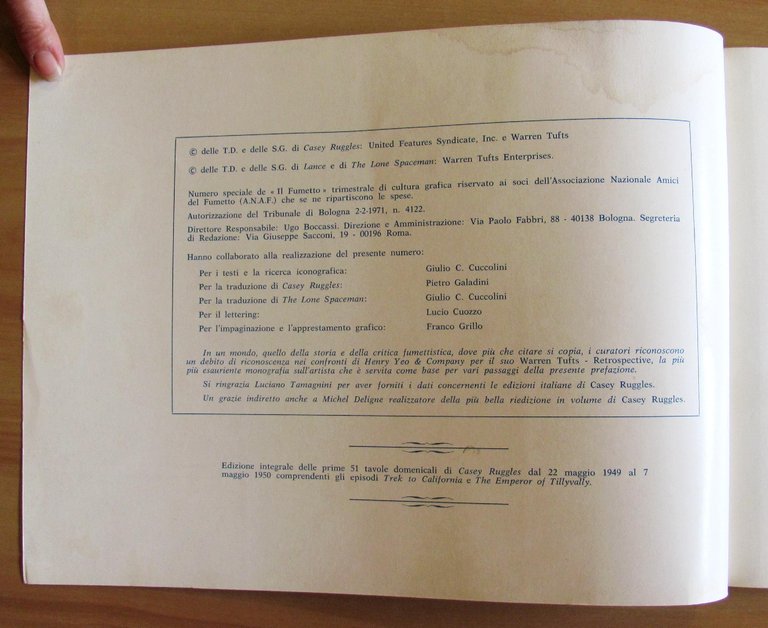 © delle T.D. e delle S.G. di Casey Ruggles: United Features Syndicate, Inc. e Warren Tufts
© delle T.D. e delle S.G. di Lance e di The Lone Spaceman: Warren Tufts Enterprises.
Numero speciale de « Il Fumetto » trimestrale di cultura grafica riservato ai soci dell'Associazione Nazionale Amici
del Fumetto (A.N.A.F.) che se ne ripartiscono le spese.
Autorizzazione del Tribunale di Bologna 2-2-1971, n. 4122.
Direttore Responsabile: Ugo Boccassi. Direzione e Amministrazione: Via Paolo Fabbri, 88 - 40138 Bologna. Segreteria
di Redazione: Via Giuseppe Sacconi, 19 - 00196 Roma.
Hanno collaborato alla realizzazione del presente numero:
Per i testi e la ricerca iconografica: Giulio C. Cuccolini
Per la traduzione di Casey Ruggles: Pietro Galadini
Per la traduzione di The Lone Spaceman: Giulio C. Cuccolini
Per il lettering: Lucio Cuozzo
Per l'impaginazione e l'apprestamento grafico: Franco Grillo
In un mondo, quello della storia e della critica fumettistica, dove più che citare si copia, i curatori riconoscono
un debito di riconoscenza nei confronti di Henry Yeo & Company per il suo Warren Tufts - Retrospective, la più
più esauriente monografia sull'artista che è servita come base per vari passaggi della presente prefazione.
Si ringrazia Luciano Tamagnini per aver forniti i dati concernenti le edizioni italiane di Casey Ruggles.
Un grazie indiretto anche a Michel Deligne realizzatore della più bella riedizione in volume di Casey Ruggles.
Edizione integrale delle prime 51 tavole domenicali di Casey Ruggles dal 22 maggio 1949 al 7
maggio 1950 comprendenti gli episodi Trek to California e The Emperor of Tillyvally.